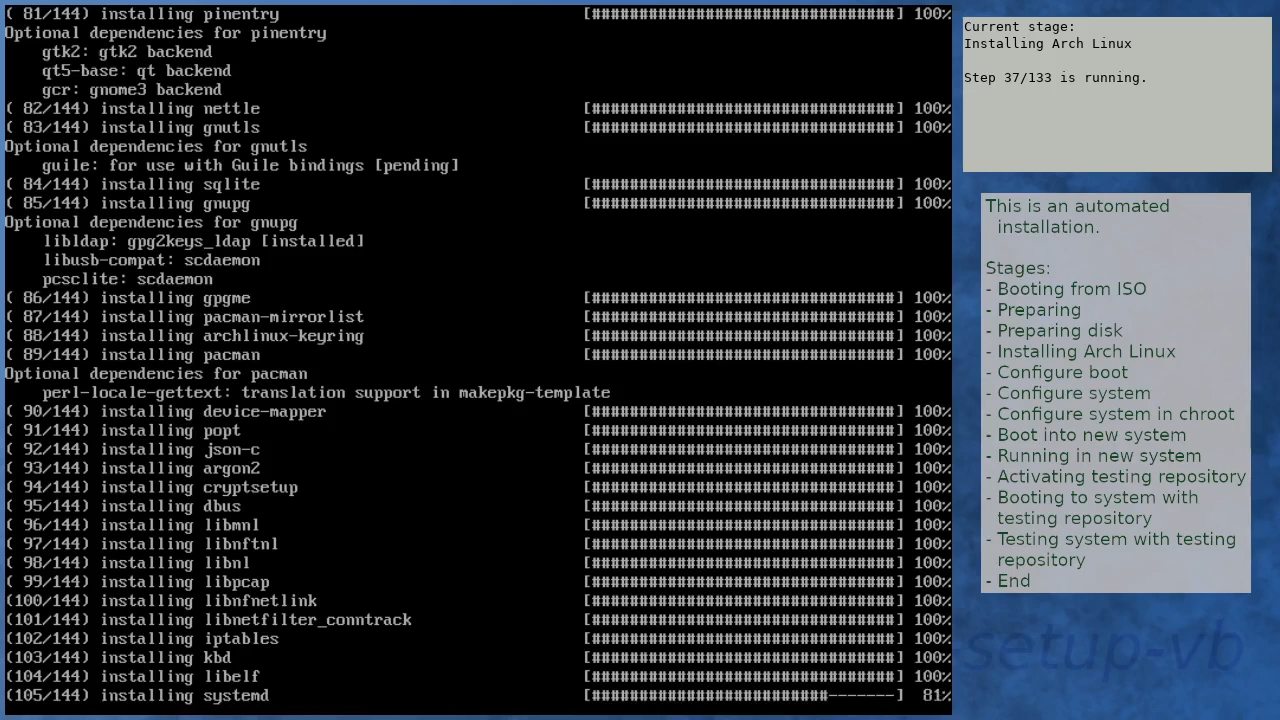 ( 81/144) installing pinentry [################################] 100%
Optional dependencies for pinentry
    gtk2: gtk2 backend
    qt5-base: qt backend
    gcr: gnome3 backend
( 82/144) installing nettle [################################] 100%
( 83/144) installing gnutls [################################] 100%
Optional dependencies for gnutls
    guile: for use with Guile bindings [pending]
( 84/144) installing sqlite [################################] 100%
( 85/144) installing gnupg [################################] 100%
Optional dependencies for gnupg
    libldap: gpg2keys_ldap [installed]
    libusb-compat: scdaemon
    pcsclite: scdaemon
( 86/144) installing gpgme [################################] 100%
( 87/144) installing pacman-mirrorlist [################################] 100%
( 88/144) installing archlinux-keyring [################################] 100%
( 89/144) installing pacman [################################] 100%
Optional dependencies for pacman
    perl-locale-gettext: translation support in makepkg-template
( 90/144) installing device-mapper [################################] 100%
( 91/144) installing popt [################################] 100%
( 92/144) installing json-c [################################] 100%
( 93/144) installing argon2 [################################] 100%
( 94/144) installing cryptsetup [################################] 100%
( 95/144) installing dbus [################################] 100%
( 96/144) installing libmnl [################################] 100%
( 97/144) installing libnftnl [################################] 100%
( 98/144) installing libnl [################################] 100%
( 99/144) installing libpcap [################################] 100%
(100/144) installing libnfnetlink [################################] 100%
(101/144) installing libnetfilter_conntrack [################################] 100%
(102/144) installing iptables [################################] 100%
(103/144) installing kbd [################################] 100%
(104/144) installing libelf [################################] 100%
(105/144) installing systemd [#########################-------] 81%
Current stage:
Installing Arch Linux
Step 37/133 is running.
This is an automated
installation.
Stages:
- Booting from ISO
- Preparing
- Preparing disk
- Installing Arch Linux
- Configure boot
- Configure system
- Configure system in chroot
- Boot into new system
- Running in new system
- Activating testing repository
- Booting to system with
testing repository
- Testing system with testing
repository
- End
setup-vb